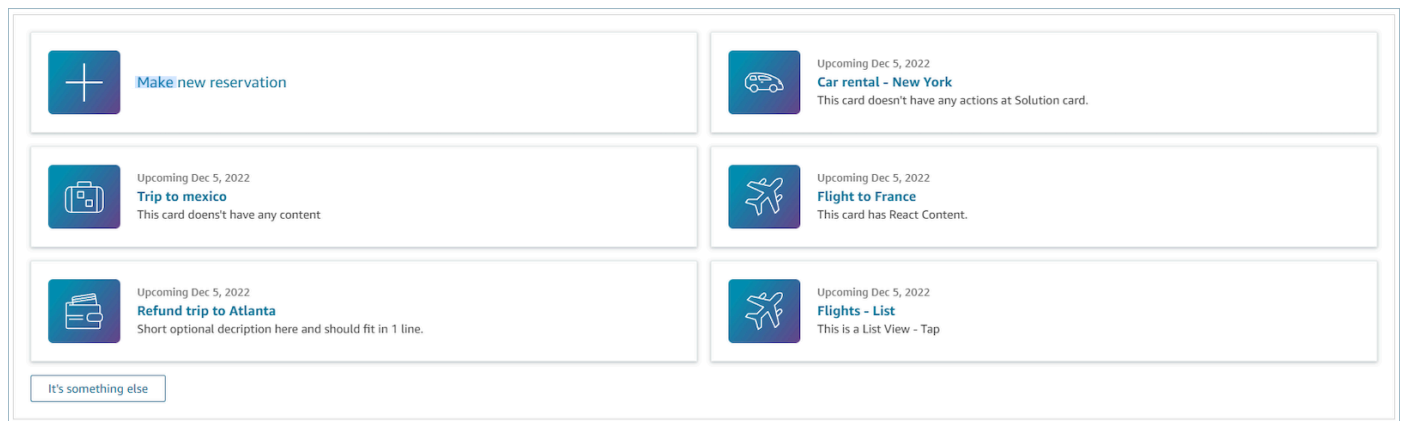 Make new reservation
Upcoming Dec 5, 2022
Car rental - New York
This card doesn't have any actions at Solution card.
Upcoming Dec 5, 2022
Trip to mexico
This card doens't have any content
Upcoming Dec 5, 2022
Flight to France
This card has React Content.
Upcoming Dec 5, 2022
Refund trip to Atlanta
Short optional decription here and should fit in 1 line.
Upcoming Dec 5, 2022
Flights - List
This is a List View - Tap
It's something else